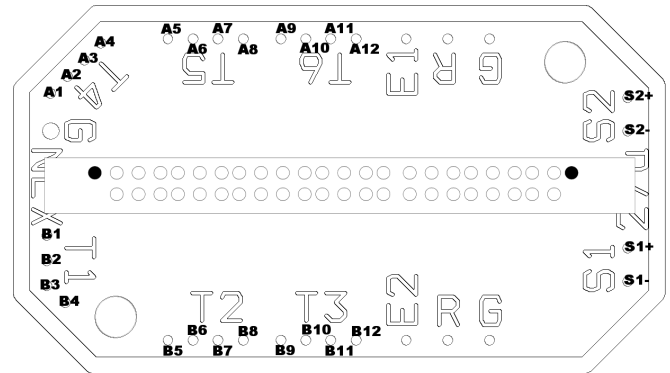 A5 A7 A9 A11
A6 A8 A10 A12
A4
A3
A2
A1
T4
T5
T6
E1
R
G
S2+
S2
S2-
G
NLX
B1
B2
B3
B4
T1
S1+
S1
S1-
T2
T3
E2
R
G
B6 B8 B10 B12
B5 B7 B9 B11